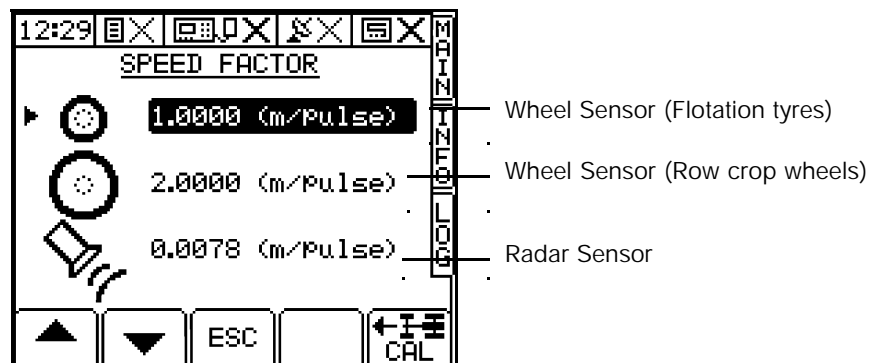 12:29
SPEED FACTOR
1.0000 (m/pulse)
2.0000 (m/pulse)
0.0078 (m/pulse)
ESC
CAL
MAIN
INFO
LOG
Wheel Sensor (Flotation tyres)
Wheel Sensor (Row crop wheels)
Radar Sensor